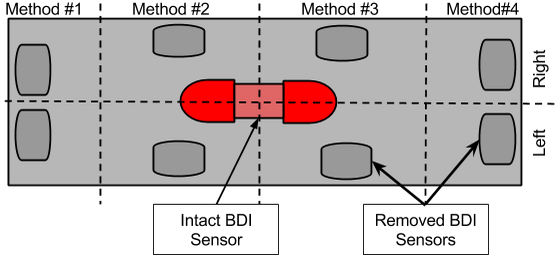 Method #1
Method #2
Method #3
Method#4
Right
Left
Intact BDI
Sensor
Removed BDI
Sensors